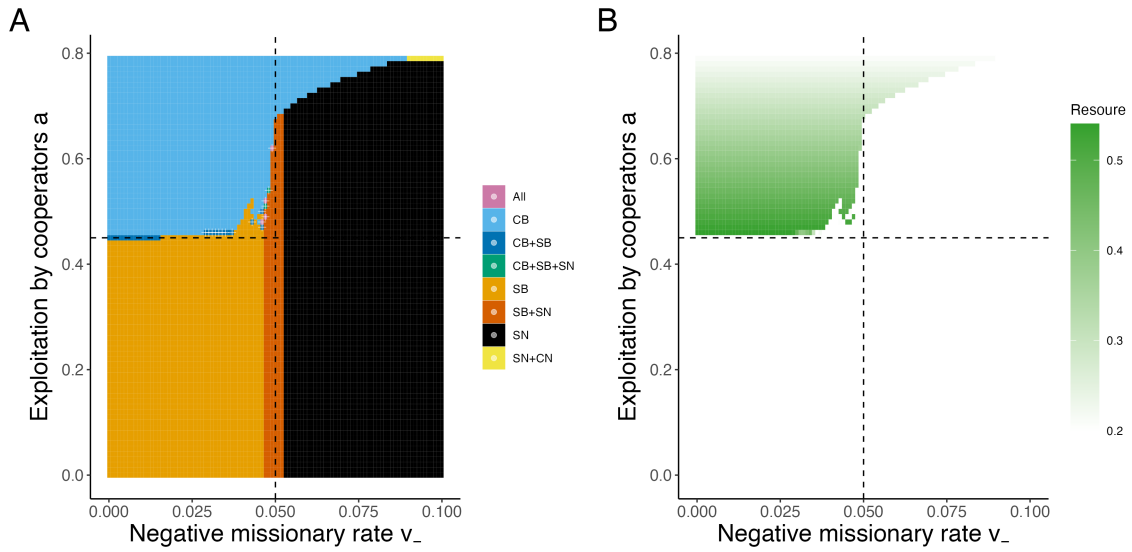 A
Exploitation by cooperators a
0.8
0.6
0.4
0.2
0.0
0.000
0.025
0.050
0.075
0.100
Negative missionary rate v_
All
CB
CB+SB
CB+SB+SN
SB
SB+SN
SN
SN+CN
B
Exploitation by cooperators a
0.8
0.6
0.4
0.2
0.0
0.000
0.025
0.050
0.075
0.100
Negative missionary rate v_
Resoure
0.5
0.4
0.3
0.2